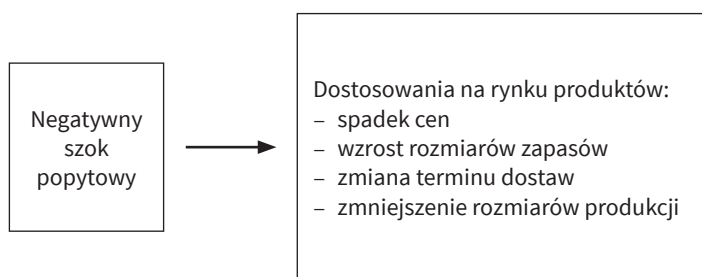 Negatywny
szok
popytowy
Dostosowania na rynku produktów:
– spadek cen
– wzrost rozmiarów zapasów
– zmiana terminu dostaw
– zmniejszenie rozmiarów produkcji